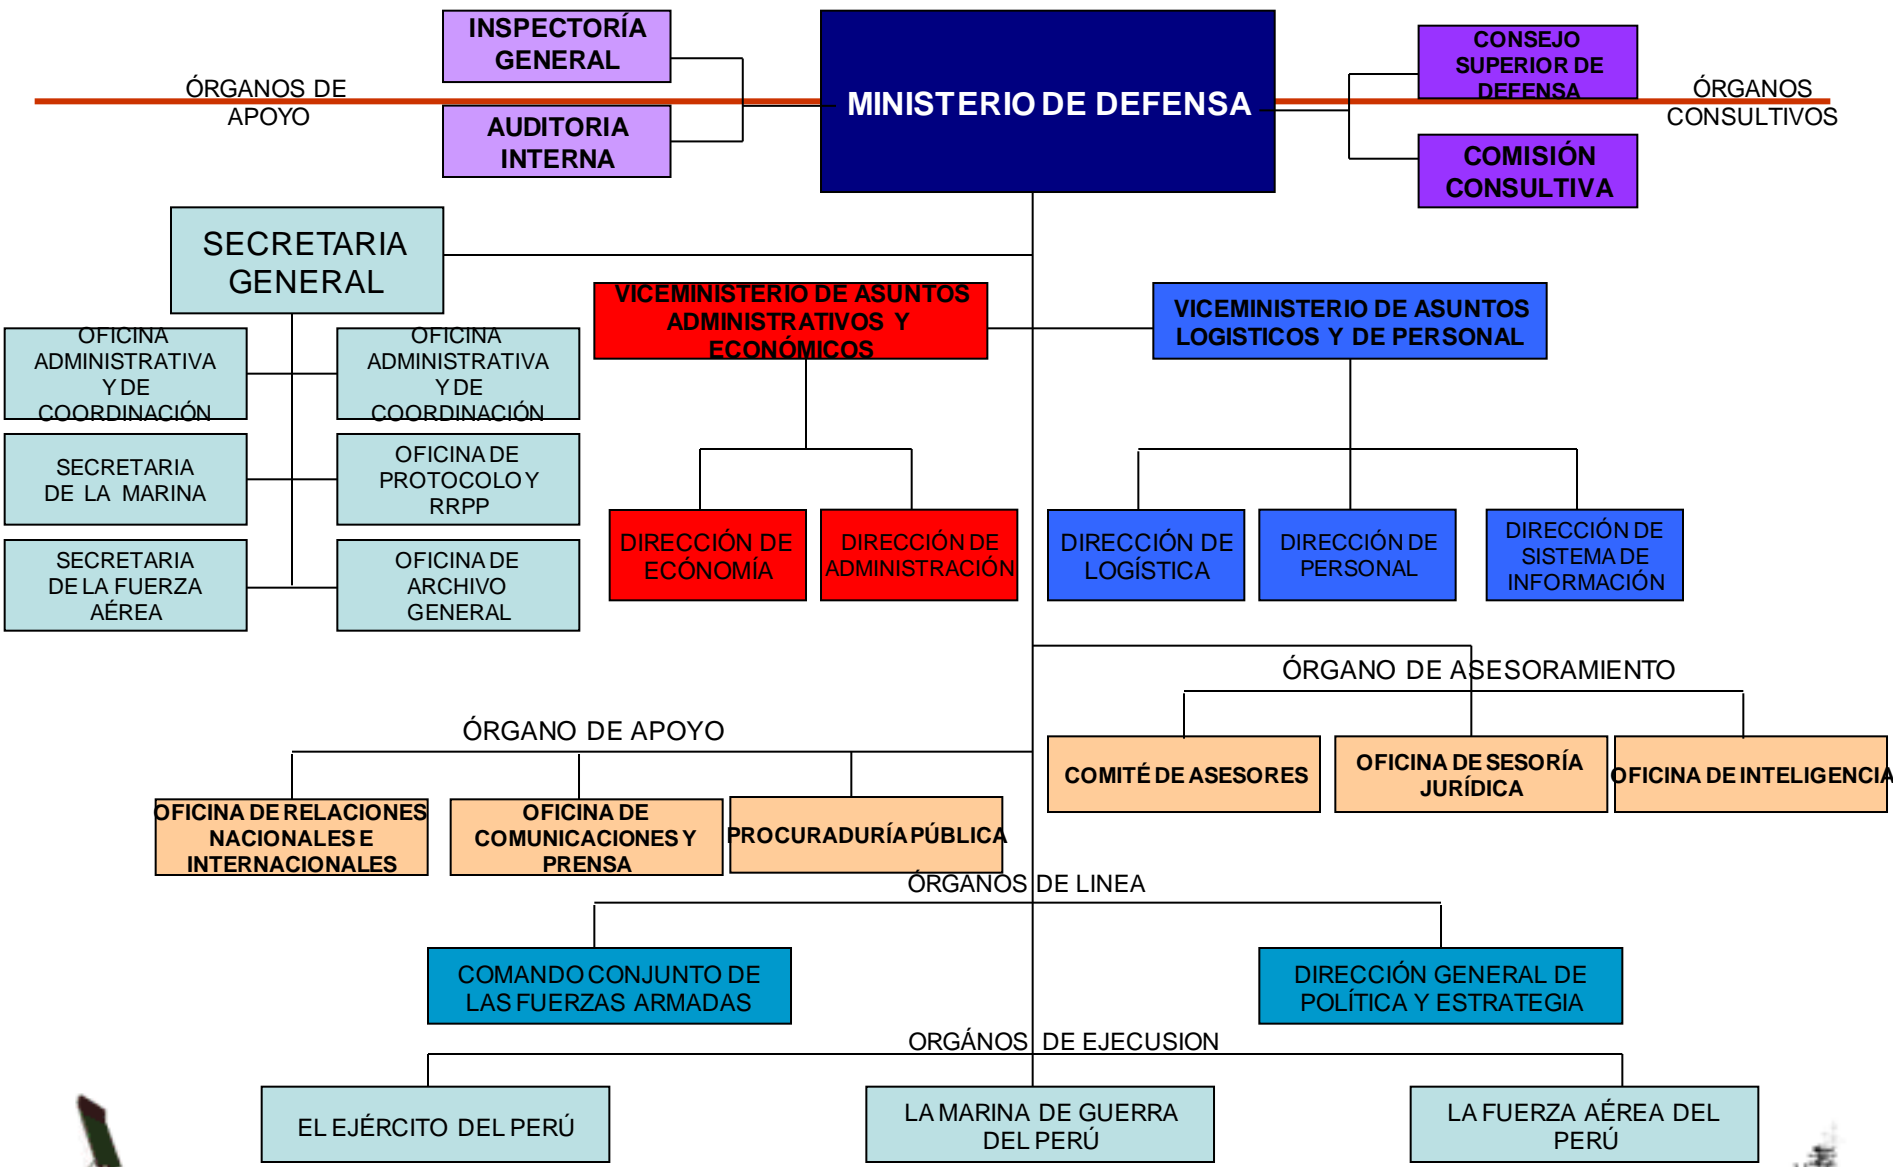 INSPECTORÍA
GENERAL
ÓRGANOS DE
APOYO
AUDITORIA
INTERNA
MINISTERIO DE DEFENSA
CONSEJO
SUPERIOR DE
DEFENSA
ÓRGANOS
CONSULTIVOS
COMISIÓN
CONSULTIVA
SECRETARIA
GENERAL
OFICINA
ADMINISTRATIVA
Y DE
COORDINACIÓN
OFICINA
ADMINISTRATIVA
Y DE
COORDINACIÓN
SECRETARIA
DE LA MARINA
OFICINA DE
PROTOCOLO Y
RRPP
SECRETARIA
DE LA FUERZA
AÉREA
OFICINA DE
ARCHIVO
GENERAL
VICEMINISTERIO DE ASUNTOS
ADMINISTRATIVOS Y
ECONÓMICOS
VICEMINISTERIO DE ASUNTOS
LOGISTICOS Y DE PERSONAL
DIRECCIÓN DE
ECÓNOMÍA
DIRECCIÓN DE
ADMINISTRACIÓN
DIRECCIÓN DE
LOGÍSTICA
DIRECCIÓN DE
PERSONAL
DIRECCIÓN DE
SISTEMA DE
INFORMACIÓN
ÓRGANO DE ASESORAMIENTO
COMITÉ DE ASESORES
OFICINA DE SESORÍA
JURÍDICA
OFICINA DE INTELIGENCIA
ÓRGANO DE APOYO
OFICINA DE RELACIONES
NACIONALES E
INTERNACIONALES
OFICINA DE
COMUNICACIONES Y
PRENSA
PROCURADURÍA PÚBLICA
ÓRGANOS DE LINEA
COMANDO CONJUNTO DE
LAS FUERZAS ARMADAS
DIRECCIÓN GENERAL DE
POLÍTICA Y ESTRATEGIA
ORGÁNOS DE EJECUSION
EL EJÉRCITO DEL PERÚ
LA MARINA DE GUERRA
DEL PERÚ
LA FUERZA AÉREA DEL
PERÚ